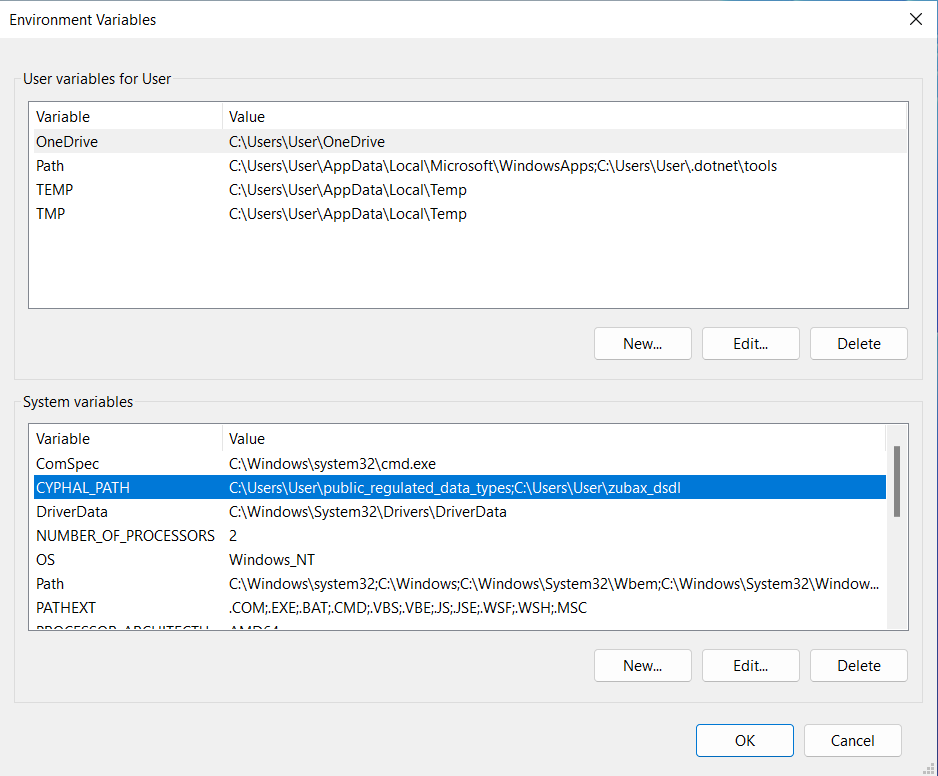 Environment Variables
User variables for User
Variable Value
OneDrive C:\Users\User\OneDrive
Path C:\Users\User\AppData\Local\Microsoft\WindowsApps;C:\Users\User\.dotnet\tools
TEMP C:\Users\User\AppData\Local\Temp
TMP C:\Users\User\AppData\Local\Temp
New... Edit... Delete
System variables
Variable Value
ComSpec C:\Windows\system32\cmd.exe
CYPHAL_PATH C:\Users\User\public_regulated_data_types;C:\Users\User\zubax_dsdl
DriverData C:\Windows\System32\Drivers\DriverData
NUMBER_OF_PROCESSORS 2
OS Windows_NT
Path C:\Windows\system32;C:\Windows;C:\Windows\System32\Wbem;C:\Windows\System32\Window...
PATHEXT .COM;.EXE;.BAT;.CMD;.VBS;.VBE;.JS;.JSE;.WSF;.WSH;.MSC
PROCESSOR_ARCHITECTU AMD64
New... Edit... Delete
OK Cancel